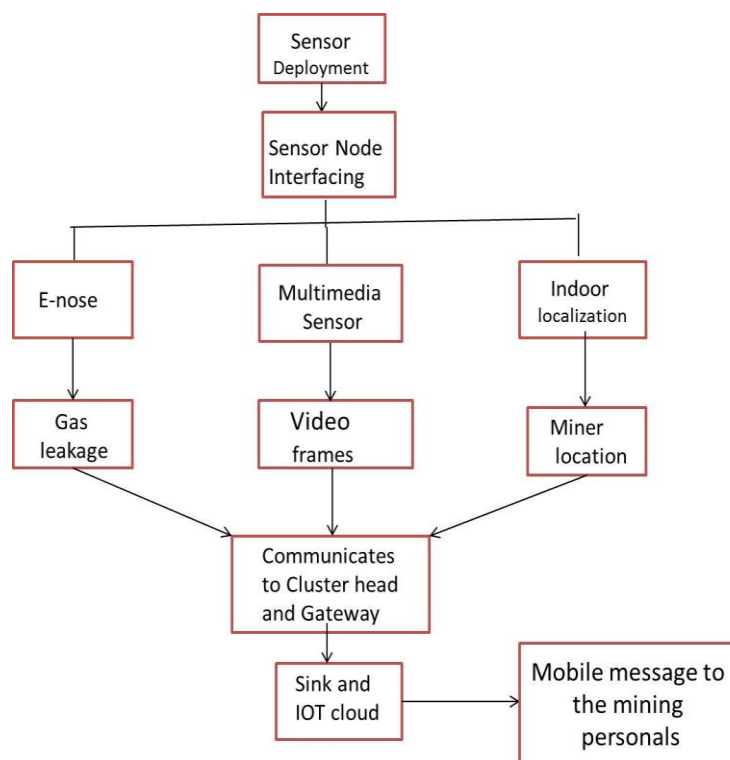 Sensor
Deployment
Sensor Node
Interfacing
E-nose
Multimedia
Sensor
Indoor
localization
Gas
leakage
Video
frames
Miner
location
Communicates
to Cluster head
and Gateway
Sink and
IOT cloud
Mobile message to
the mining
personals